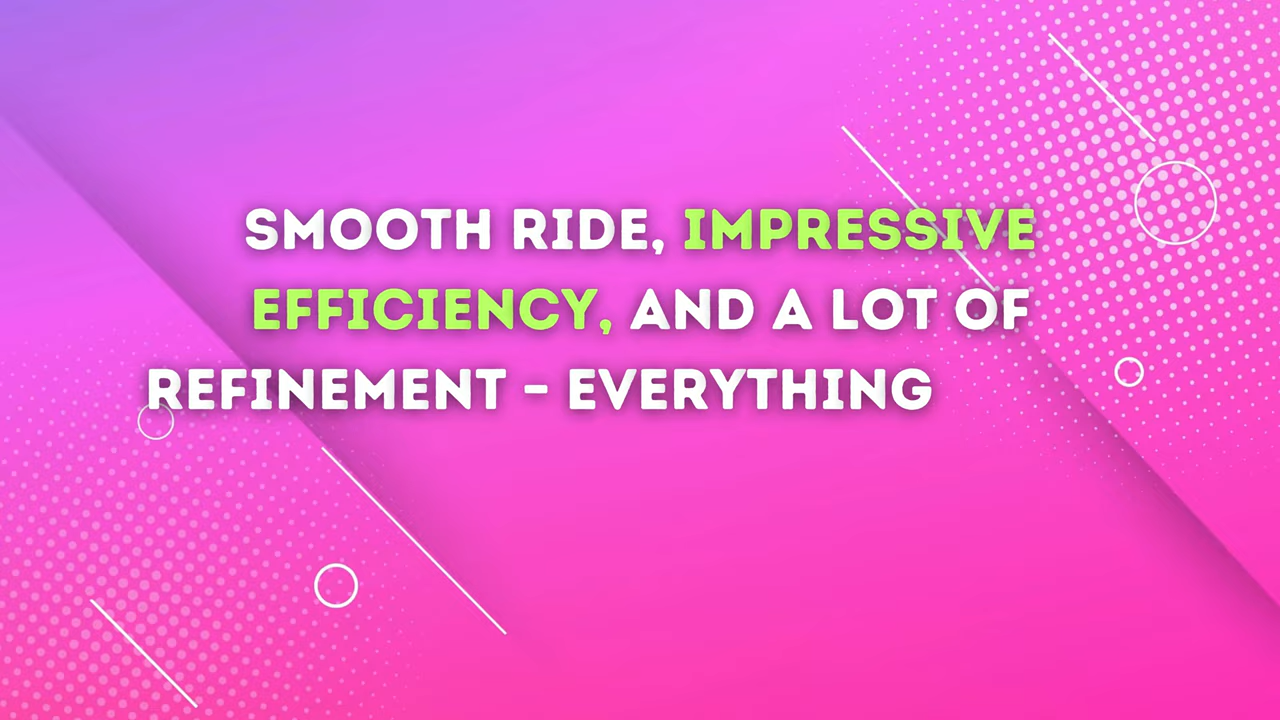 SMOOTH RIDE, IMPRESSIVE
EFFICIENCY, AND A LOT OF
REFINEMENT - EVERYTHING